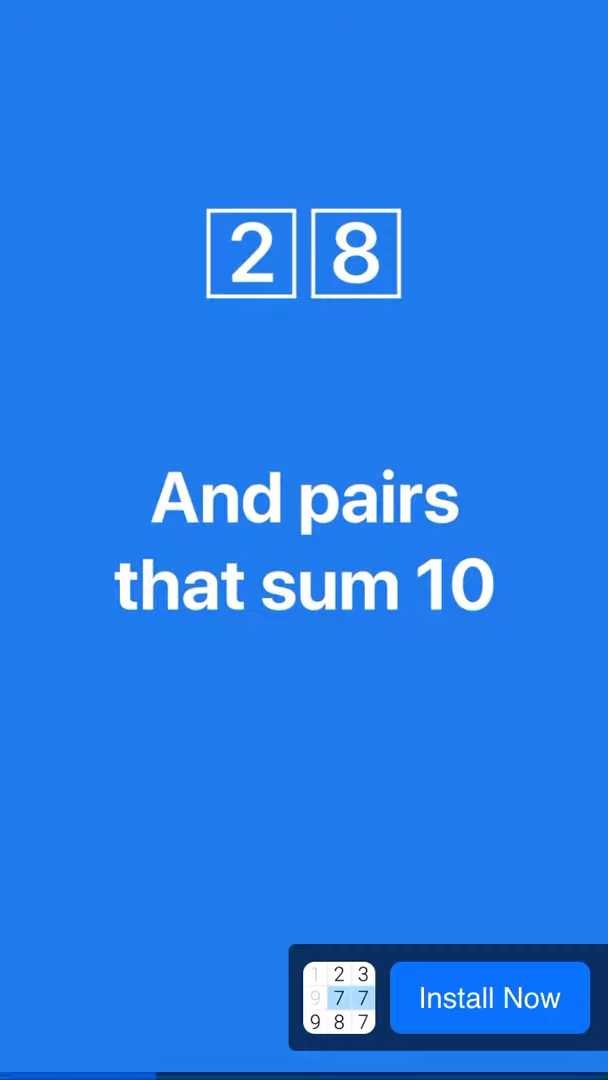 2 8
And pairs
that sum 10
1 2 3
9 7 7
9 8 7
Install Now